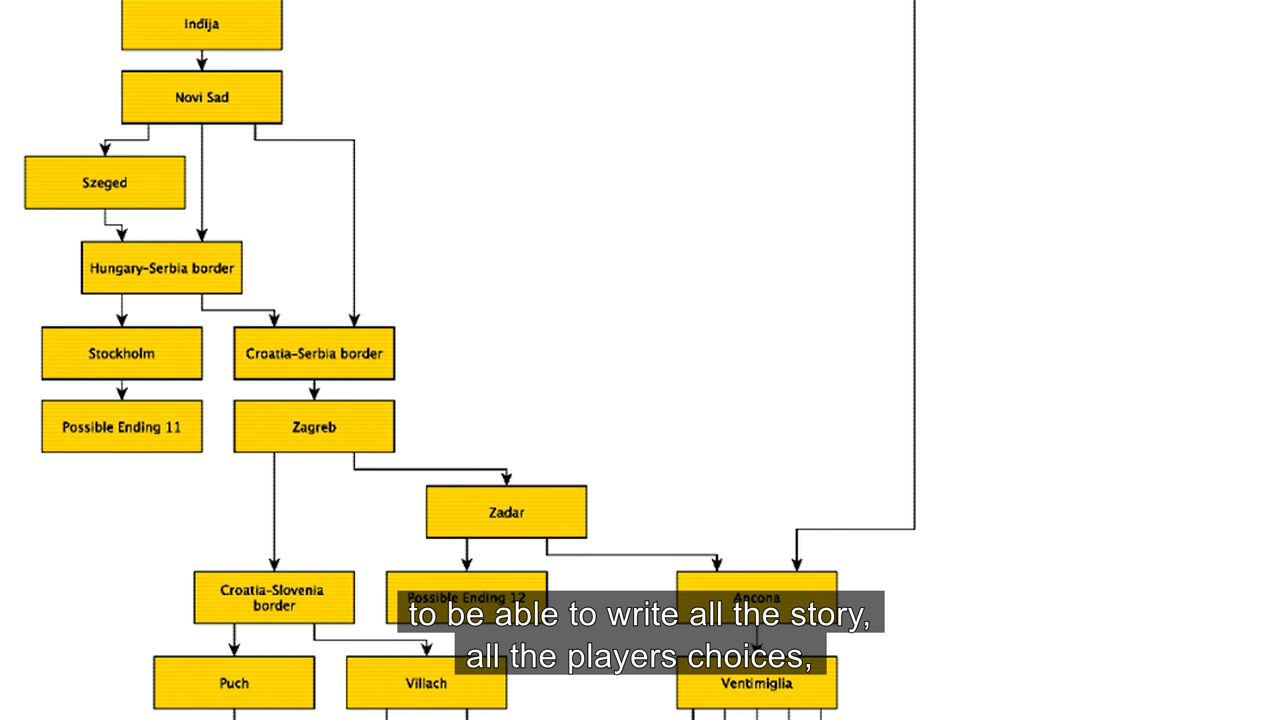 Inđija
Novi Sad
Szeged
Hungary–Serbia border
Stockholm
Croatia–Serbia border
Possible Ending 11
Zagreb
Zadar
Croatia–Slovenia
border
Possible Ending 12
Ancona
to be able to write all the story,
all the players choices,
Puch
Villach
Ventimiglia